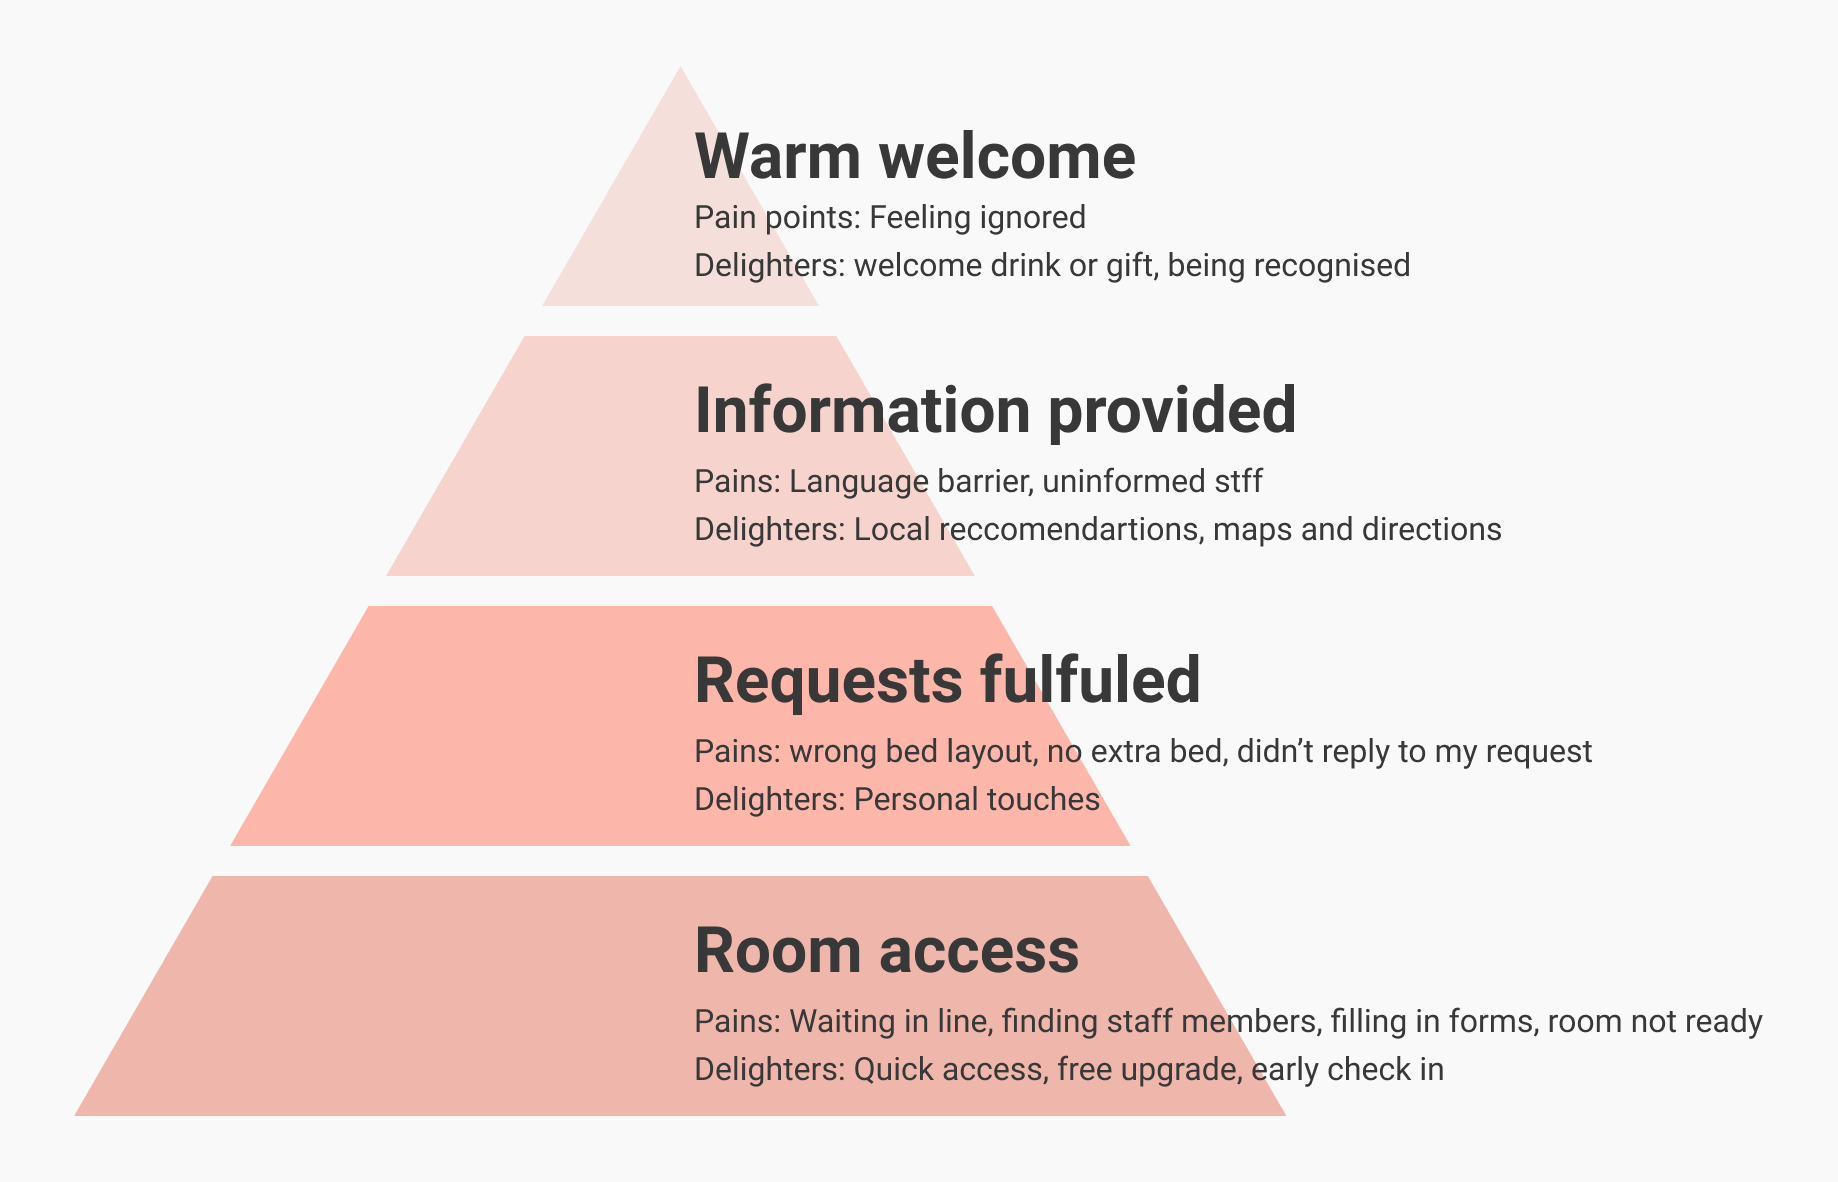 Warm welcome
Pain points: Feeling ignored
Delighters: welcome drink or gift, being recognised
Information provided
Pains: Language barrier, uninformed stff
Delighters: Local reccomendartions, maps and directions
Requests fulfuled
Pains: wrong bed layout, no extra bed, didn’t reply to my request
Delighters: Personal touches
Room access
Pains: Waiting in line, finding staff members, filling in forms, room not ready
Delighters: Quick access, free upgrade, early check in